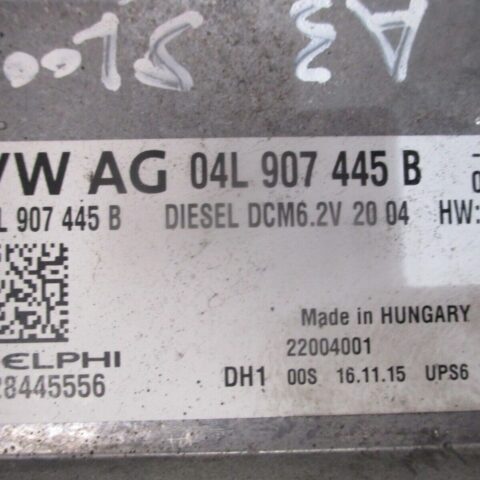 A3
VW AG 04L 907 445 B
L 907 445 B DIESEL DCM6.2V 20 04 HW:
Made in HUNGARY
22004001
ELPHI
28445556
DH1 00S 16.11.15 UPS6